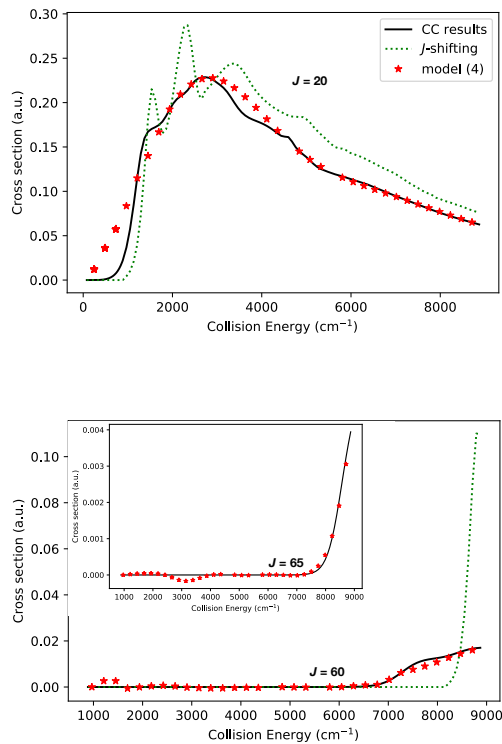 0.30
0.25
0.20
0.15
0.10
0.05
0.00
Cross section (a.u.)
CC results
J-shifting
model (4)
J = 20
0 2000 4000 6000 8000
Collision Energy (cm⁻¹)
0.10
0.08
0.06
0.04
0.02
0.00
Cross section (a.u.)
0.004
0.003
0.002
0.001
0.000
Cross section (a.u.)
J = 65
1000 2000 3000 4000 5000 6000 7000 8000 9000
Collision Energy (cm⁻¹)
J = 60
1000 2000 3000 4000 5000 6000 7000 8000 9000
Collision Energy (cm⁻¹)